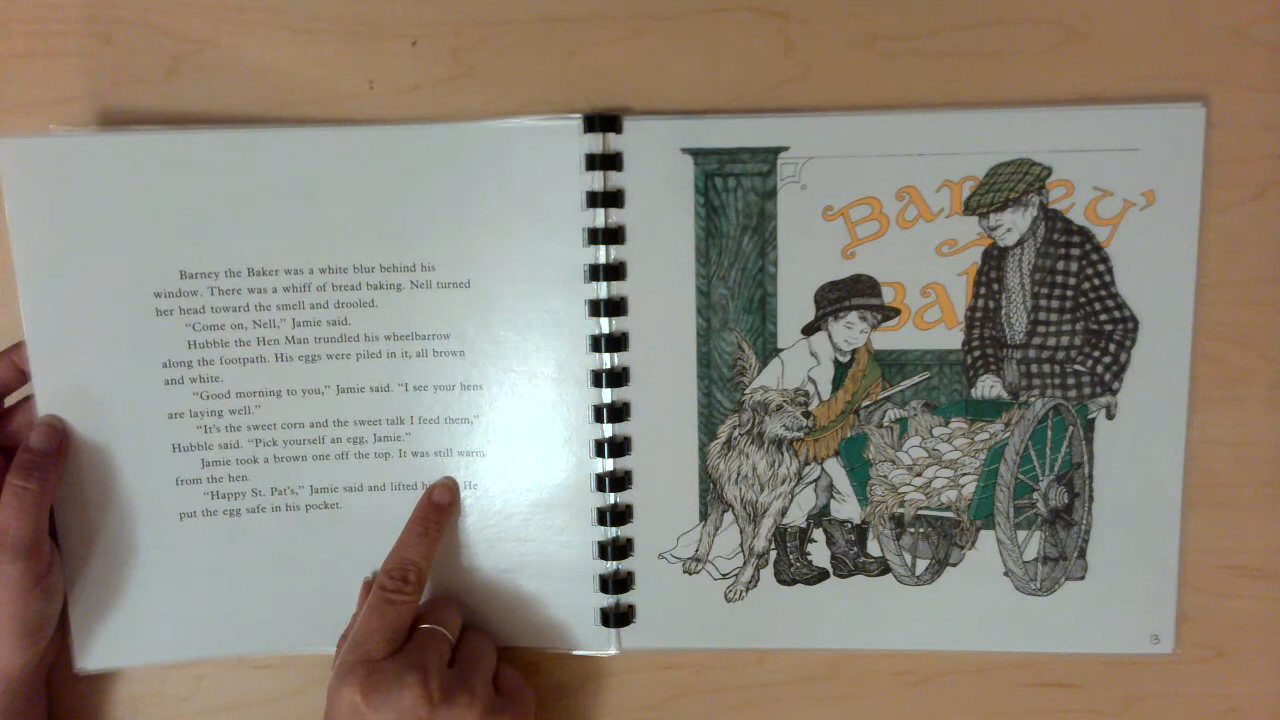 Barney the Baker was a white blur behind his
window. There was a whiff of bread baking. Nell turned
her head toward the smell and drooled.
“Come on, Nell,” Jamie said.
Hubble the Hen Man trundled his wheelbarrow
along the footpath. His eggs were piled in it, all brown
and white.
“Good morning to you,” Jamie said. “I see your hens
are laying well.”
“It’s the sweet corn and the sweet talk I feed them,”
Hubble said. “Pick yourself an egg, Jamie.”
Jamie took a brown one off the top. It was still warm
from the hen.
“Happy St. Pat’s,” Jamie said and lifted He
put the egg safe in his pocket.
3